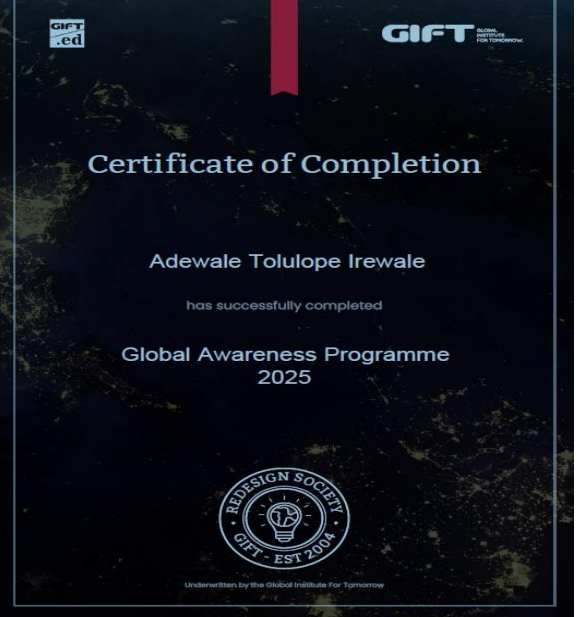 GIFT
.ed
GIFT GLOBAL
INSTITUTE
FOR TOMORROW.
Certificate of Completion
Adewale Tolulope Irewale
has successfully completed
Global Awareness Programme
2025
REDESIGN SOCIETY
GIFT - EST 2004
Underwritten by the Global Institute For Tomorrow